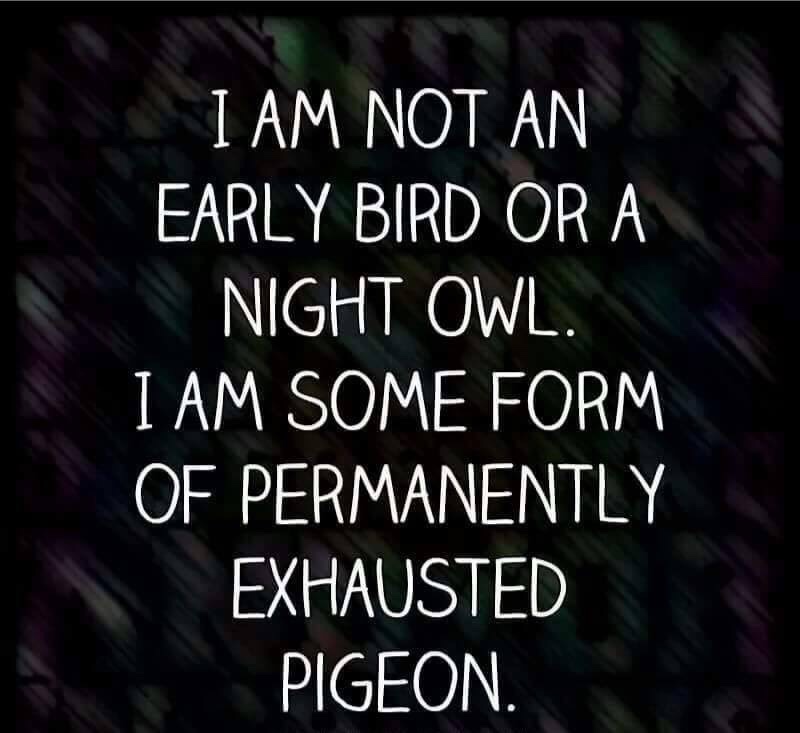 I AM NOT AN
EARLY BIRD OR A
NIGHT OWL.
I AM SOME FORM
OF PERMANENTLY
EXHAUSTED
PIGEON.